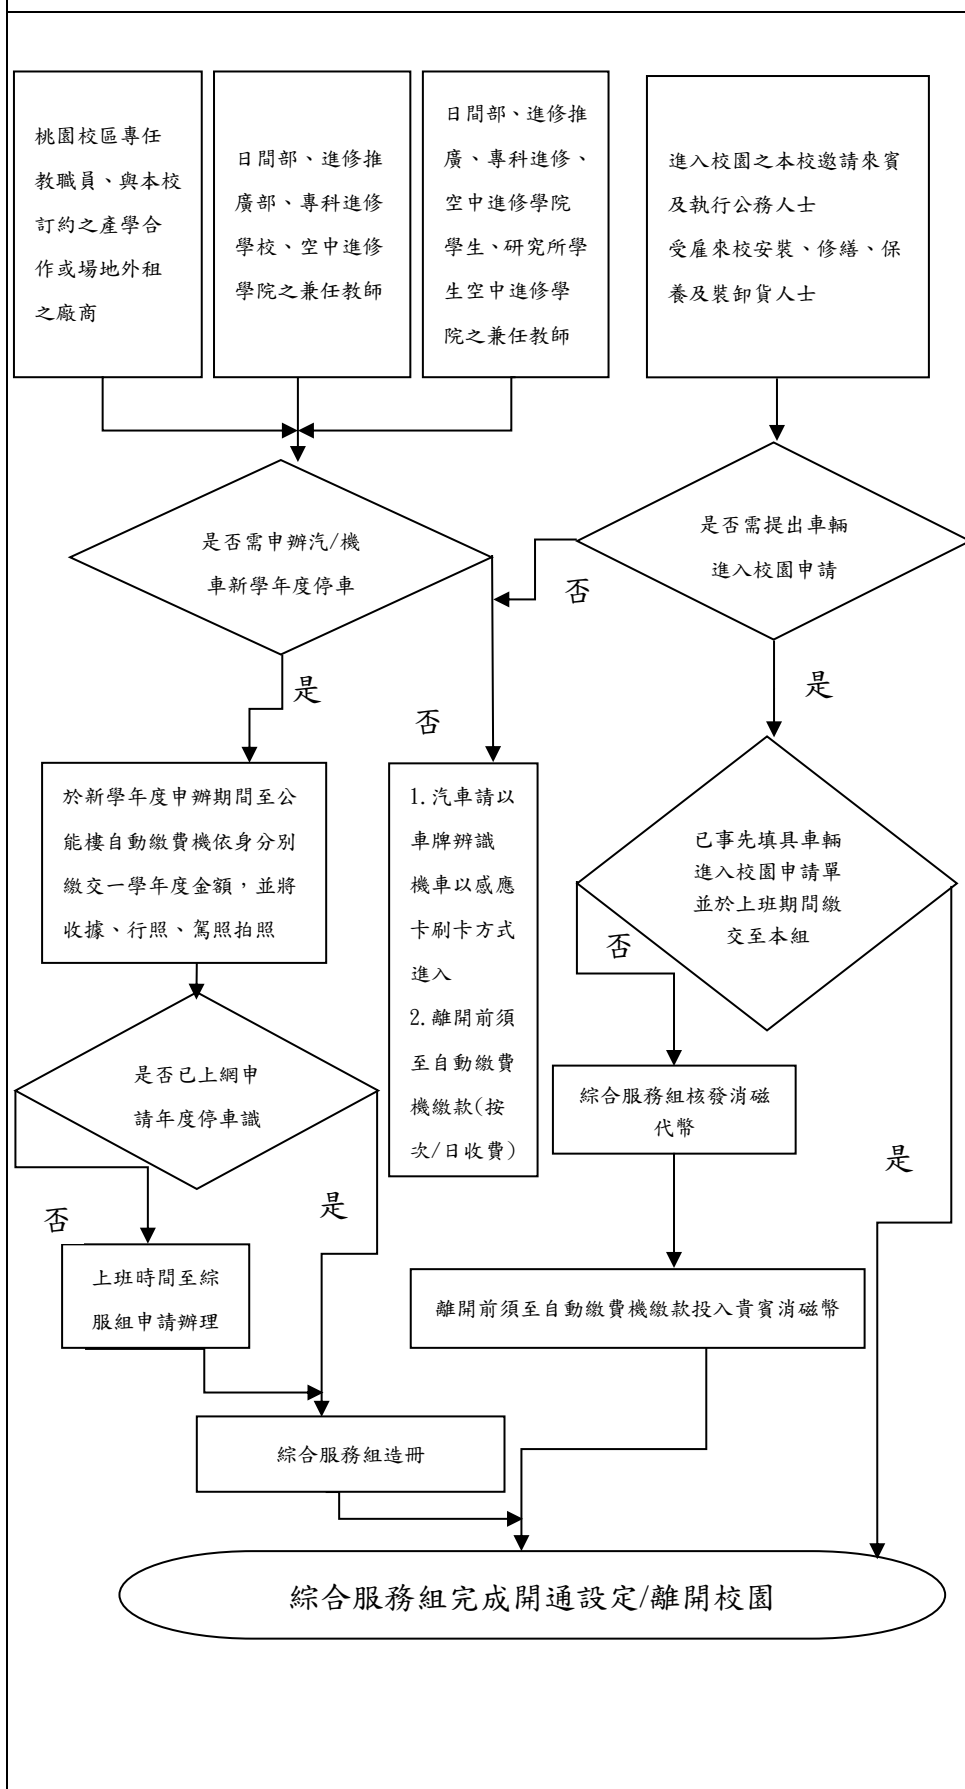 桃園校區專任
教職員、與本校
訂約之產學合
作或場地外租
之廠商
日間部、進修推
廣部、專科進修
學校、空中進修
學院之兼任教師
日間部、進修推
廣、專科進修、
空中進修學院
學生、研究所學
生空中進修學
院之兼任教師
進入校園之本校邀請來賓
及執行公務人士
受雇來校安裝、修繕、保
養及裝卸貨人士
是否需申辦汽/機
車新學年度停車
是否需提出車輛
進入校園申請
否
是
否
是
於新學年度申辦期間至公
能樓自動繳費機依身分別
繳交一學年度金額，並將
收據、行照、駕照拍照
1.汽車請以
車牌辨識
機車以感應
卡刷卡方式
進入
2.離開前須
至自動繳費
機繳款(按
次/日收費)
已事先填具車輛
進入校園申請單
並於上班期間繳
交至本組
否
是
是否已上網申
請年度停車識
否
是
綜合服務組核發消磁
代幣
上班時間至綜
服組申請辦理
離開前須至自動繳費機繳款投入貴賓消磁幣
綜合服務組造冊
綜合服務組完成開通設定/離開校園